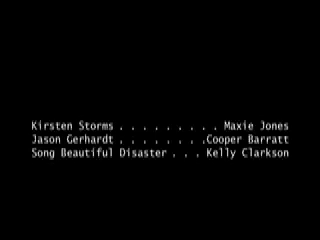 Kirsten Storms . . . . . . . . . Maxie Jones
Jason Gerhardt . . . . . . . .Cooper Barratt
Song Beautiful Disaster . . . Kelly Clarkson